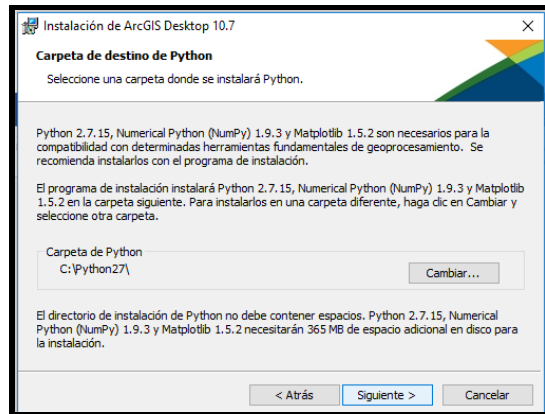 Instalación de ArcGIS Desktop 10.7
Carpeta de destino de Python
Seleccione una carpeta donde se instalará Python.
Python 2.7.15, Numerical Python (NumPy) 1.9.3 y Matplotlib 1.5.2 son necesarios para la
compatibilidad con determinadas herramientas fundamentales de geoprocesamiento. Se
recomienda instalarlos con el programa de instalación.
El programa de instalación instalará Python 2.7.15, Numerical Python (NumPy) 1.9.3 y Matplotlib
1.5.2 en la carpeta siguiente. Para instalarlos en una carpeta diferente, haga clic en Cambiar y
seleccione otra carpeta.
Carpeta de Python
C:\Python27\
Cambiar...
El directorio de instalación de Python no debe contener espacios. Python 2.7.15, Numerical
Python (NumPy) 1.9.3 y Matplotlib 1.5.2 necesitarán 365 MB de espacio adicional en disco para
la instalación.
< Atrás Siguiente > Cancelar